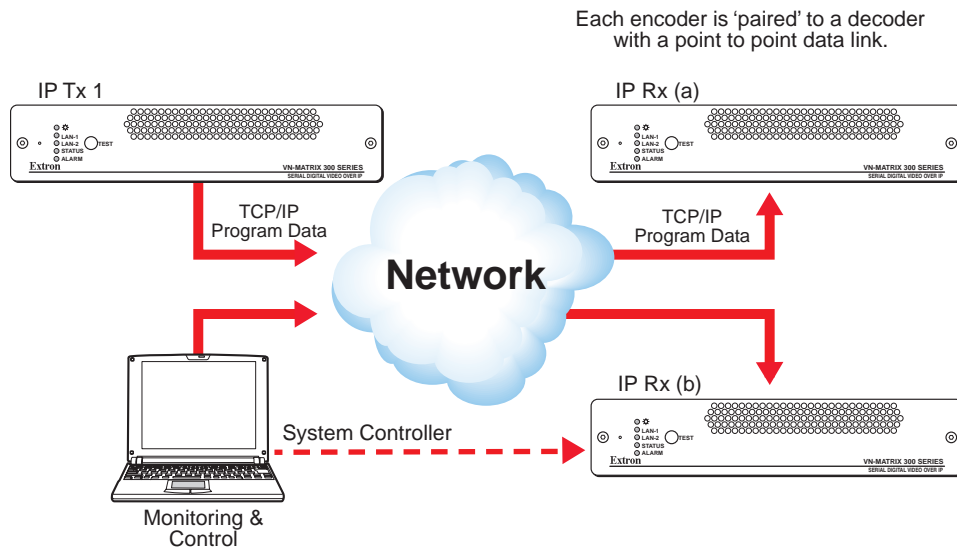 Each encoder is ‘paired’ to a decoder
with a point to point data link.
IP Tx 1
LAN-1
LAN-2
TEST
STATUS
ALARM
Extron
VN-MATRIX 300 SERIES
SERIAL DIGITAL VIDEO OVER IP
IP Rx (a)
LAN-1
LAN-2
TEST
STATUS
ALARM
Extron
VN-MATRIX 300 SERIES
SERIAL DIGITAL VIDEO OVER IP
TCP/IP
Program Data
Network
TCP/IP
Program Data
IP Rx (b)
LAN-1
LAN-2
TEST
STATUS
ALARM
Extron
VN-MATRIX 300 SERIES
SERIAL DIGITAL VIDEO OVER IP
System Controller
Monitoring &
Control